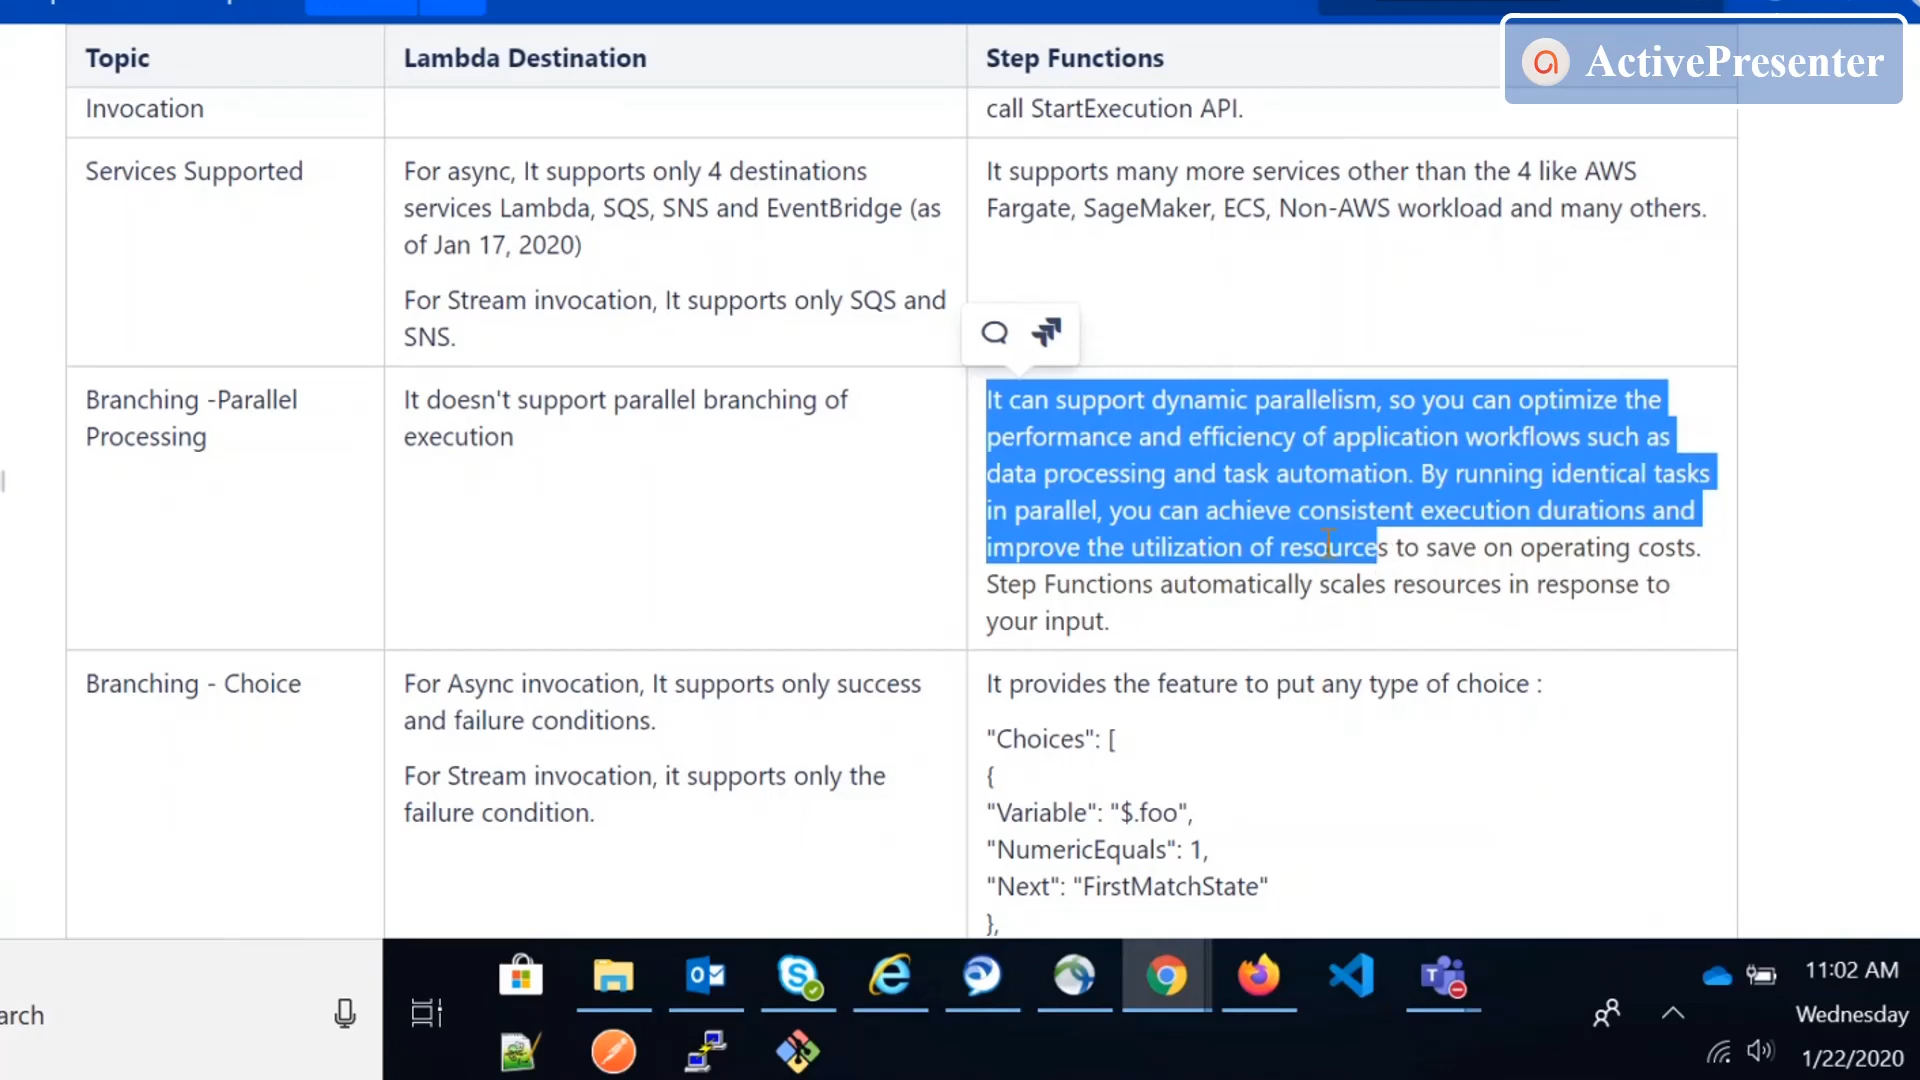 Topic
Lambda Destination
Step Functions
ActivePresenter
Invocation
call StartExecution API.
Services Supported
For async, It supports only 4 destinations
services Lambda, SQS, SNS and EventBridge (as
of Jan 17, 2020)
For Stream invocation, It supports only SQS and
SNS.
It supports many more services other than the 4 like AWS
Fargate, SageMaker, ECS, Non-AWS workload and many others.
Branching -Parallel
Processing
It doesn't support parallel branching of
execution
It can support dynamic parallelism, so you can optimize the
performance and efficiency of application workflows such as
data processing and task automation. By running identical tasks
in parallel, you can achieve consistent execution durations and
improve the utilization of resources to save on operating costs.
Step Functions automatically scales resources in response to
your input.
Branching - Choice
For Async invocation, It supports only success
and failure conditions.
For Stream invocation, it supports only the
failure condition.
It provides the feature to put any type of choice :
"Choices": [
{
"Variable": "$.foo",
"NumericEquals": 1,
"Next": "FirstMatchState"
},
arch
11:02 AM
Wednesday
1/22/2020